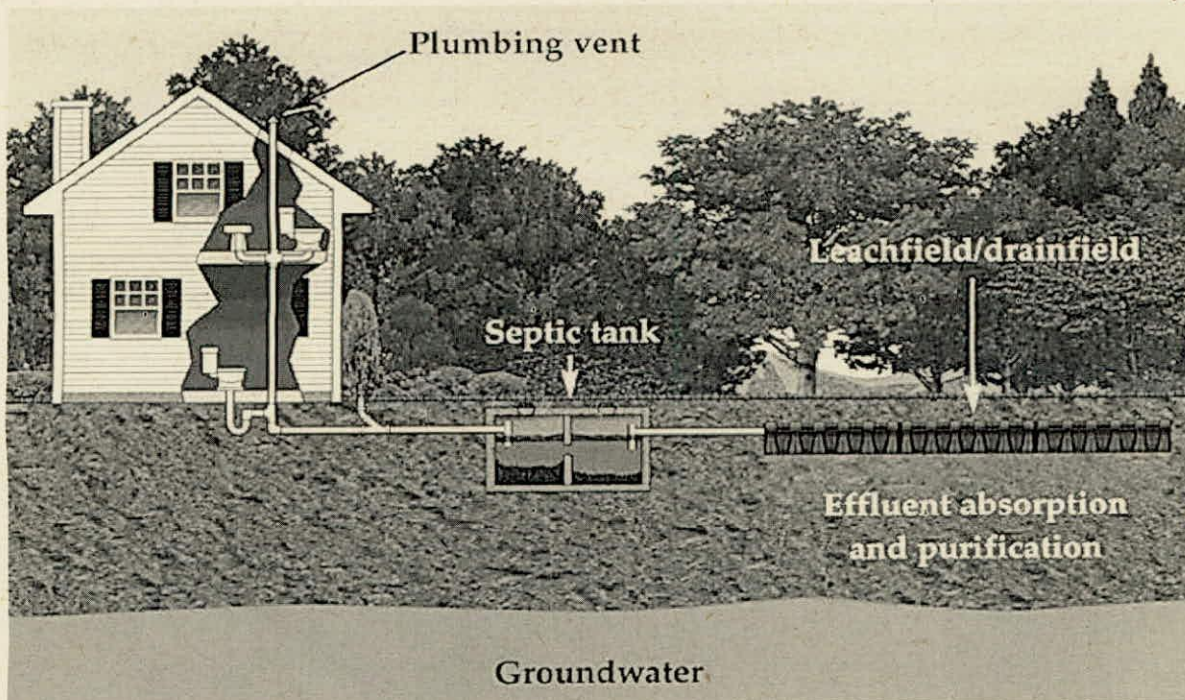 Plumbing vent
Leachfield/drainfield
Septic tank
Effluent absorption
and purification
Groundwater